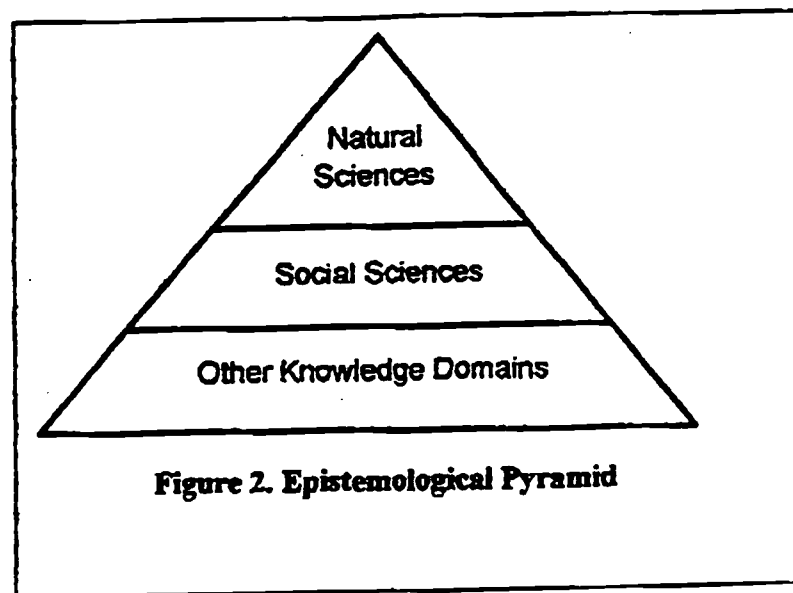 Natural
Sciences
Social Sciences
Other Knowledge Domains
Figure 2. Epistemological Pyramid